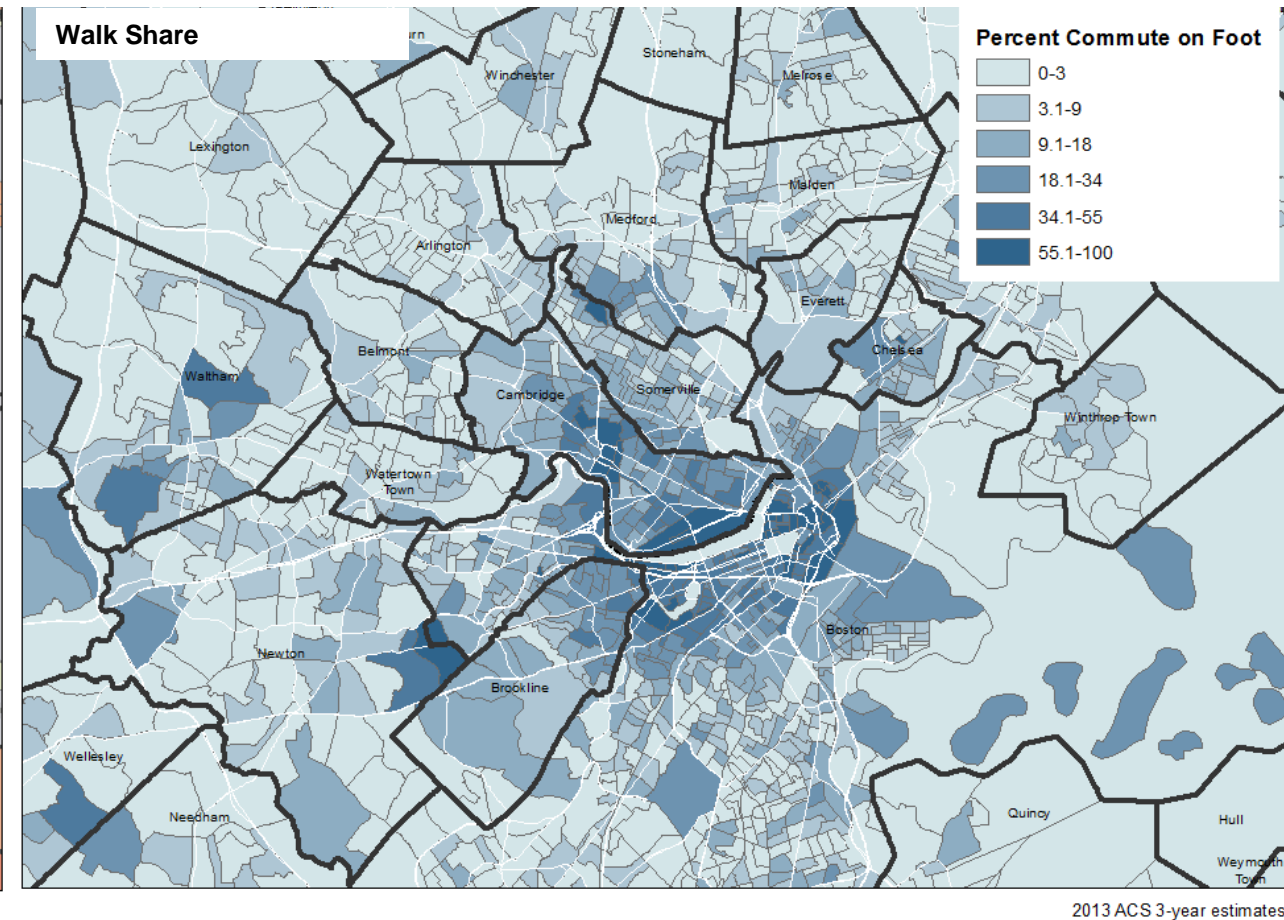 Walk Share
Percent Commute on Foot
0-3
3.1-9
9.1-18
18.1-34
34.1-55
55.1-100
urn
Stoneham
Winchester
Melrose
Lexington
Malden
Medford
Arlington
Everett
Belmont
Chelsea
Waltham
Cambridge
Somerville
Winthrop Town
Watertown
Town
Boston
Newton
Brookline
Wellesley
Needham
Quincy
Hull
Weymouth
Town
2013 ACS 3-year estimates